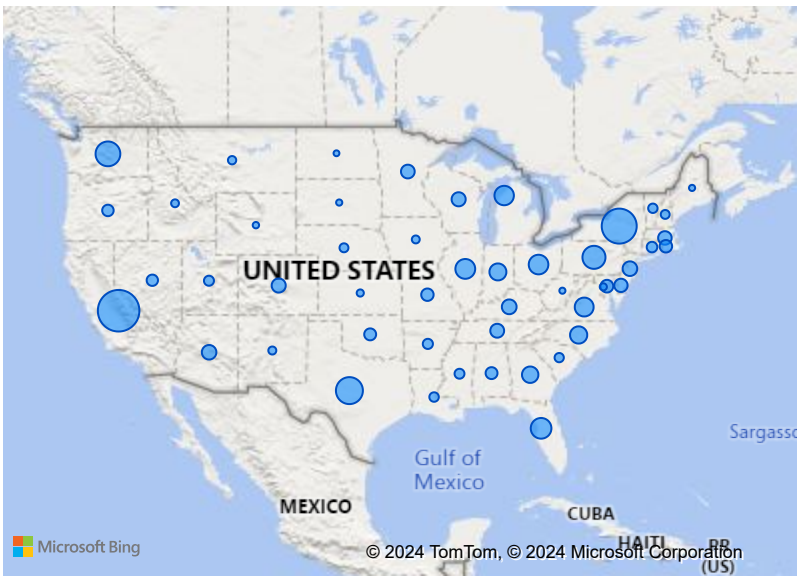 UNITED STATES
Sargasso
Gulf of
Mexico
MEXICO
CUBA
HAITI
PR
(US)
Microsoft Bing
© 2024 TomTom, © 2024 Microsoft Corporation